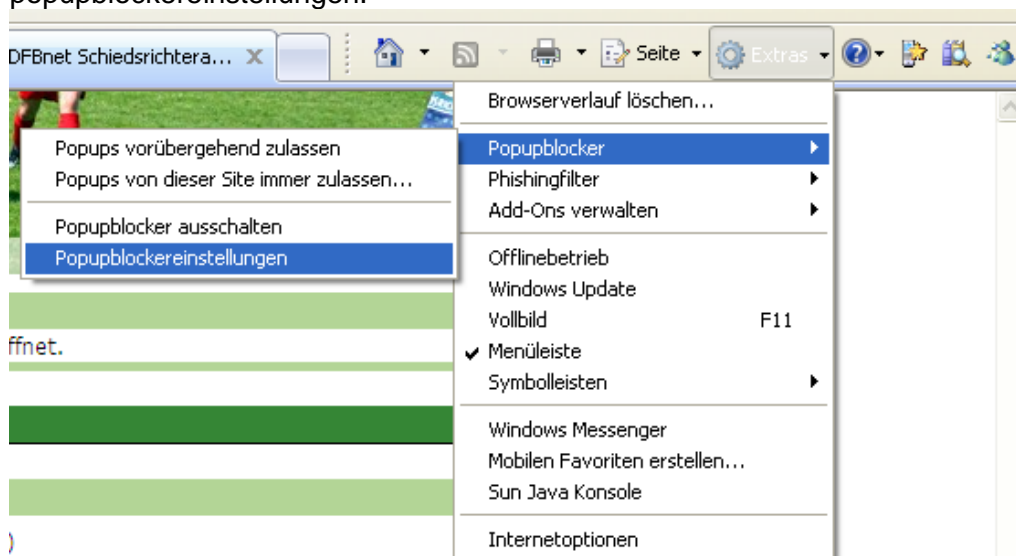 popupblockereinstellungen.
DFBnet Schiedsrichtera... X
Seite
Extras
Browserverlauf löschen...
Popupblocker
Phishingfilter
Add-Ons verwalten
Popups vorübergehend zulassen
Popups von dieser Site immer zulassen...
Popupblocker ausschalten
Popupblockereinstellungen
Offlinebetrieb
Windows Update
Vollbild F11
Menüleiste
Symbolleisten
Windows Messenger
Mobilen Favoriten erstellen...
Sun Java Konsole
Internetoptionen
ffnet.
)